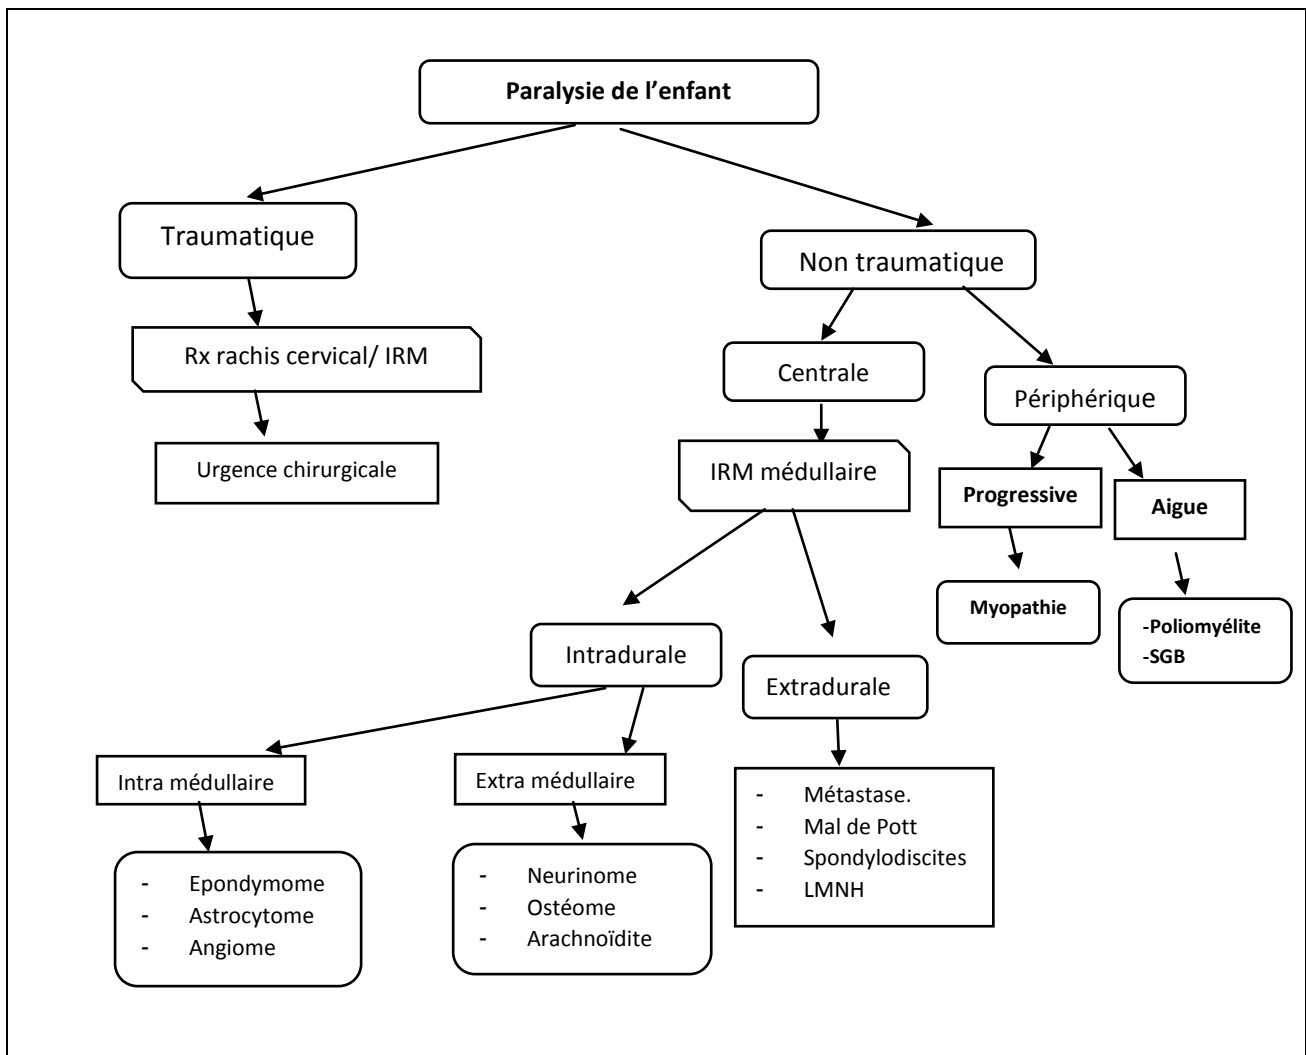 Paralysie de l’enfant
Traumatique
Non traumatique
Rx rachis cervical/ IRM
Centrale
Périphérique
Urgence chirurgicale
IRM médullaire
Progressive
Aigue
Myopathie
-Poliomyélite
-SGB
Intradurale
Extradurale
Intra médullaire
Extra médullaire
- Métastase.
- Mal de Pott
- Spondylodiscites
- LMNH
- Epondymome
- Astrocytome
- Angiome
- Neurinome
- Ostéome
- Arachnoïdite